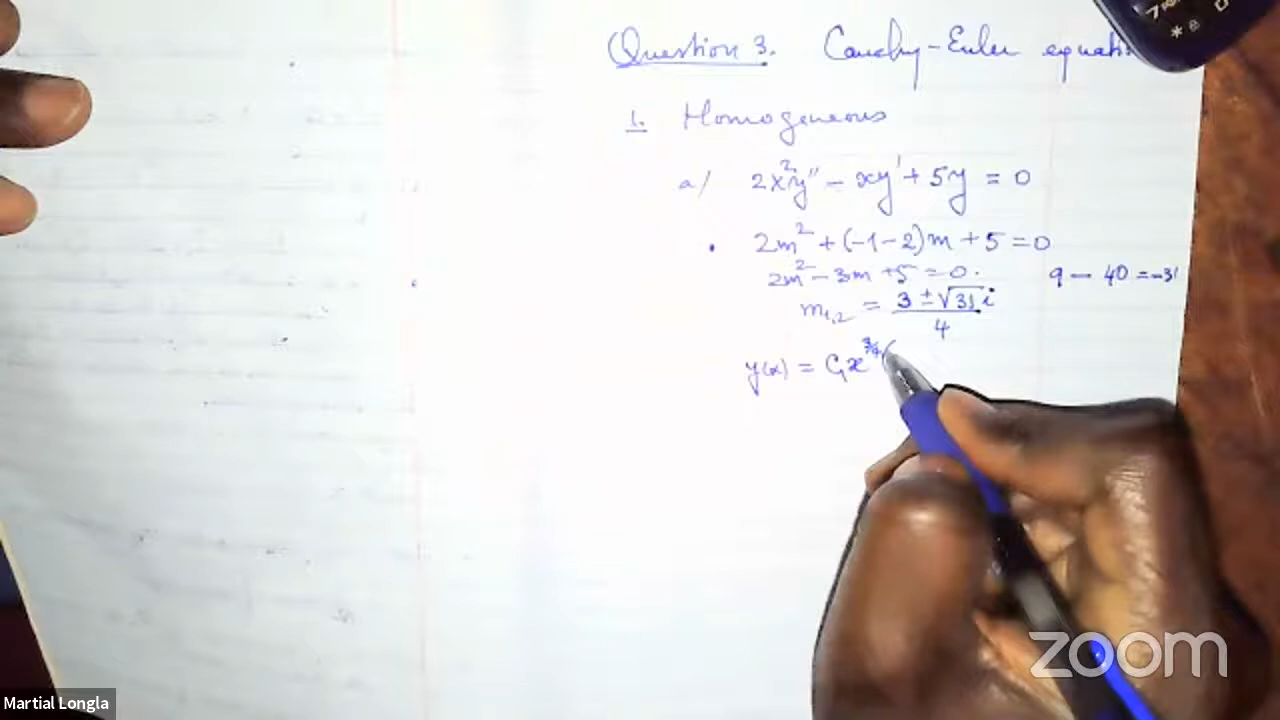 Question 3. Cauchy-Euler equati
1. Homogeneous
a/ 2x²y'' - xy' + 5y = 0
. 2m² + (-1-2)m + 5 = 0
2m² - 3m + 5 = 0. 9 - 40 = -31
m₁,₂ = (3 ± √31 i)/4
y(x) = C₁x^{3/4}(
zoom
Martial Longla